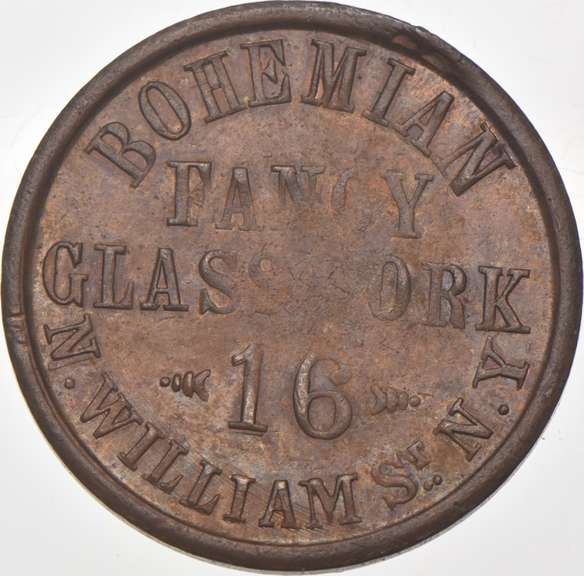 BOHEMIAN
FANCY
GLASS WORK
16
N. WILLIAM ST. N.Y